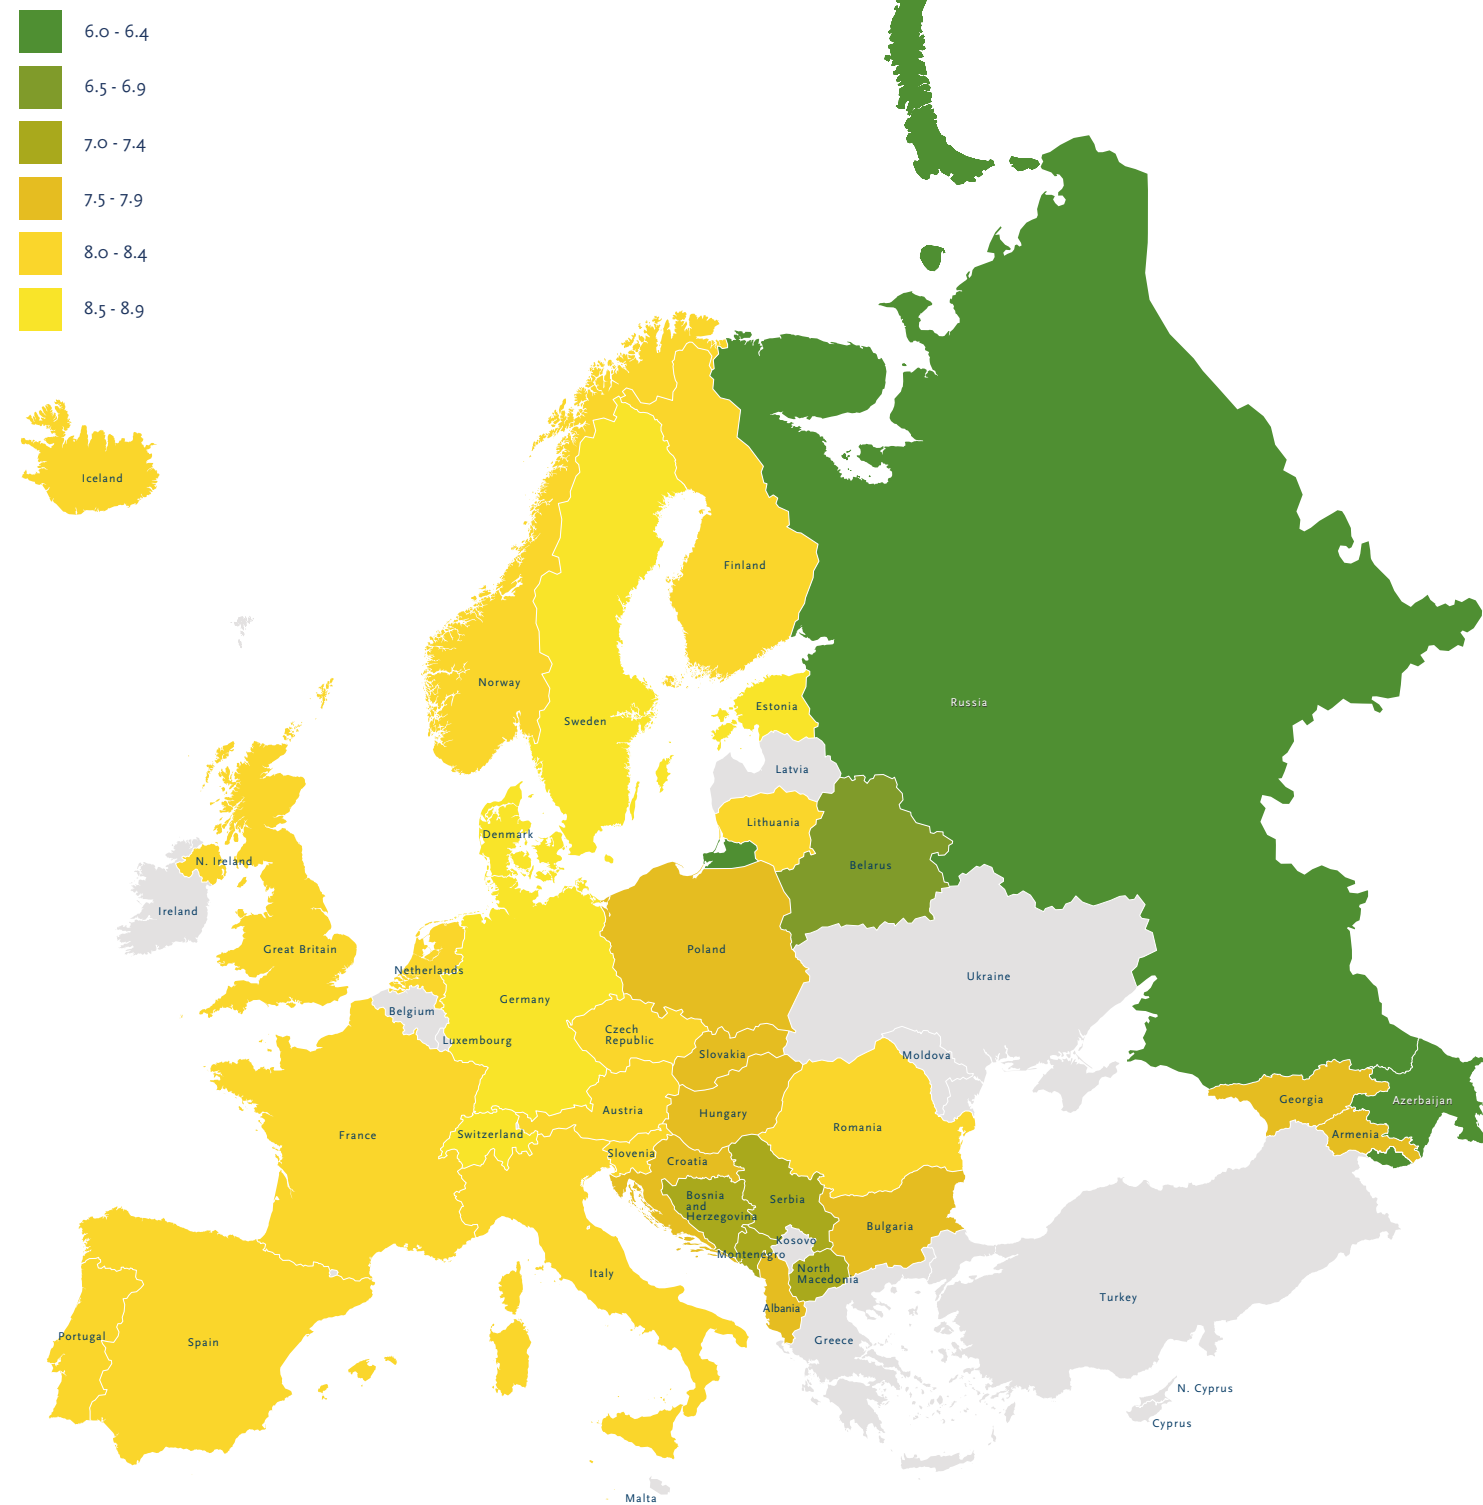 6.0 - 6.4
6.5 - 6.9
7.0 - 7.4
7.5 - 7.9
8.0 - 8.4
8.5 - 8.9
Iceland
Finland
Norway
Russia
Estonia
Sweden
Latvia
Lithuania
Denmark
N. Ireland
Belarus
Ireland
Great Britain
Poland
Netherlands
Ukraine
Germany
Belgium
Czech
Republic
Luxembourg
Slovakia
Moldova
Georgia
Azerbaijan
Austria
Hungary
Romania
France
Switzerland
Armenia
Slovenia
Croatia
Bosnia
and
Herzegovina
Serbia
Bulgaria
Kosovo
Montenegro
North
Macedonia
Italy
Turkey
Albania
Portugal
Spain
Greece
N. Cyprus
Cyprus
Malta